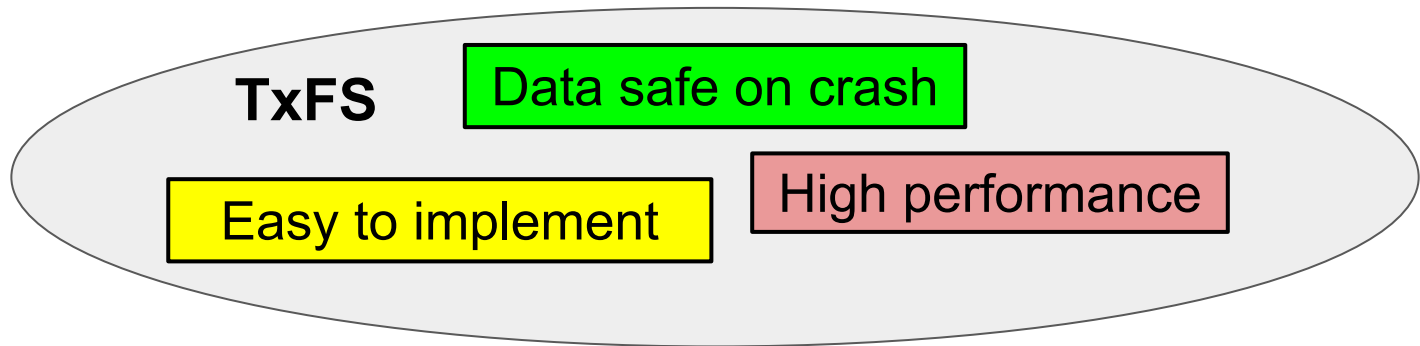 TxFS
Data safe on crash
High performance
Easy to implement